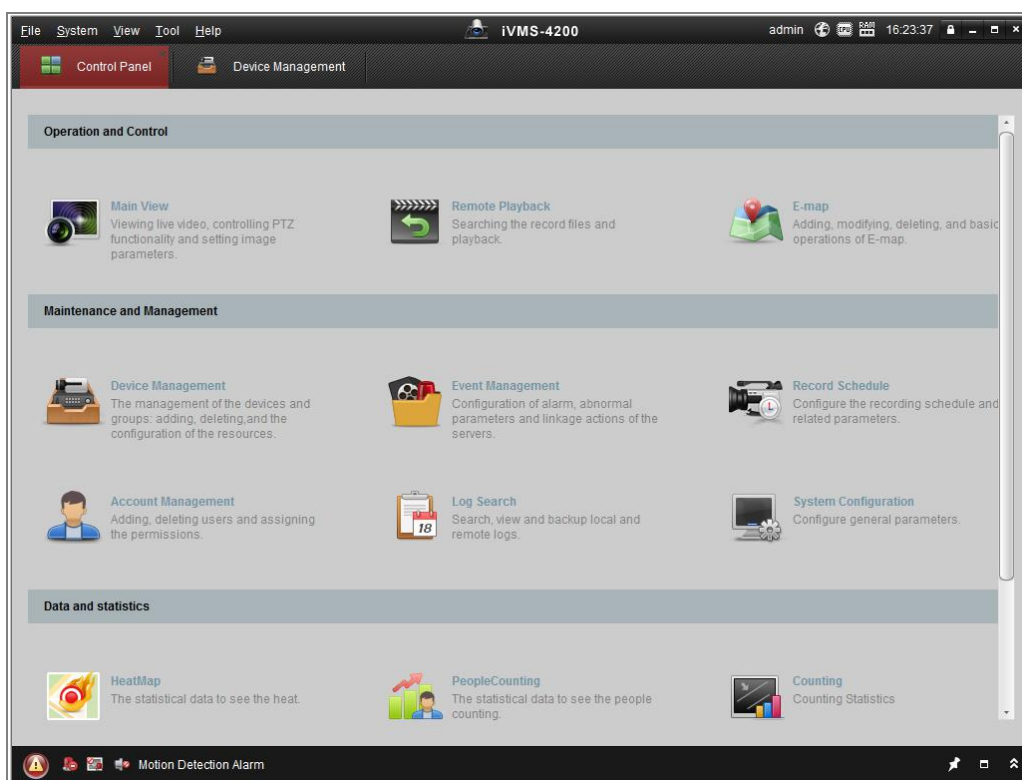 File System View Tool Help iVMS-4200 admin CPU RAM 16:23:37
Control Panel Device Management
Operation and Control
Main View
Viewing live video, controlling PTZ
functionality and setting image
parameters.
Remote Playback
Searching the record files and
playback.
E-map
Adding, modifying, deleting, and basic
operations of E-map.
Maintenance and Management
Device Management
The management of the devices and
groups: adding, deleting,and the
configuration of the resources.
Event Management
Configuration of alarm, abnormal
parameters and linkage actions of the
servers.
Record Schedule
Configure the recording schedule and
related parameters.
Account Management
Adding, deleting users and assigning
the permissions.
Log Search
Search, view and backup local and
remote logs.
18
System Configuration
Configure general parameters.
Data and statistics
HeatMap
The statistical data to see the heat.
PeopleCounting
The statistical data to see the people
counting.
Counting
Counting Statistics
Motion Detection Alarm